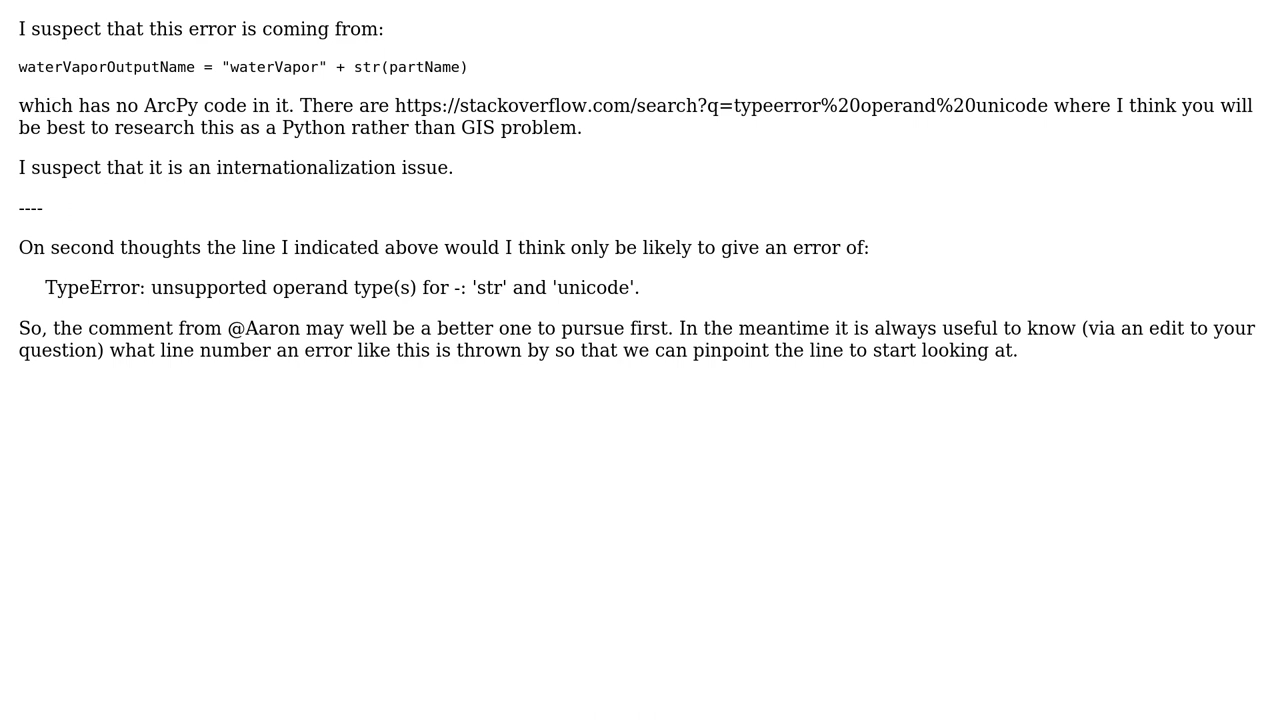 I suspect that this error is coming from:
waterVaporOutputName = "waterVapor" + str(partName)
which has no ArcPy code in it. There are https://stackoverflow.com/search?q=typeerror%20operand%20unicode where I think you will
be best to research this as a Python rather than GIS problem.
I suspect that it is an internationalization issue.
----
On second thoughts the line I indicated above would I think only be likely to give an error of:
TypeError: unsupported operand type(s) for -: 'str' and 'unicode'.
So, the comment from @Aaron may well be a better one to pursue first. In the meantime it is always useful to know (via an edit to your
question) what line number an error like this is thrown by so that we can pinpoint the line to start looking at.